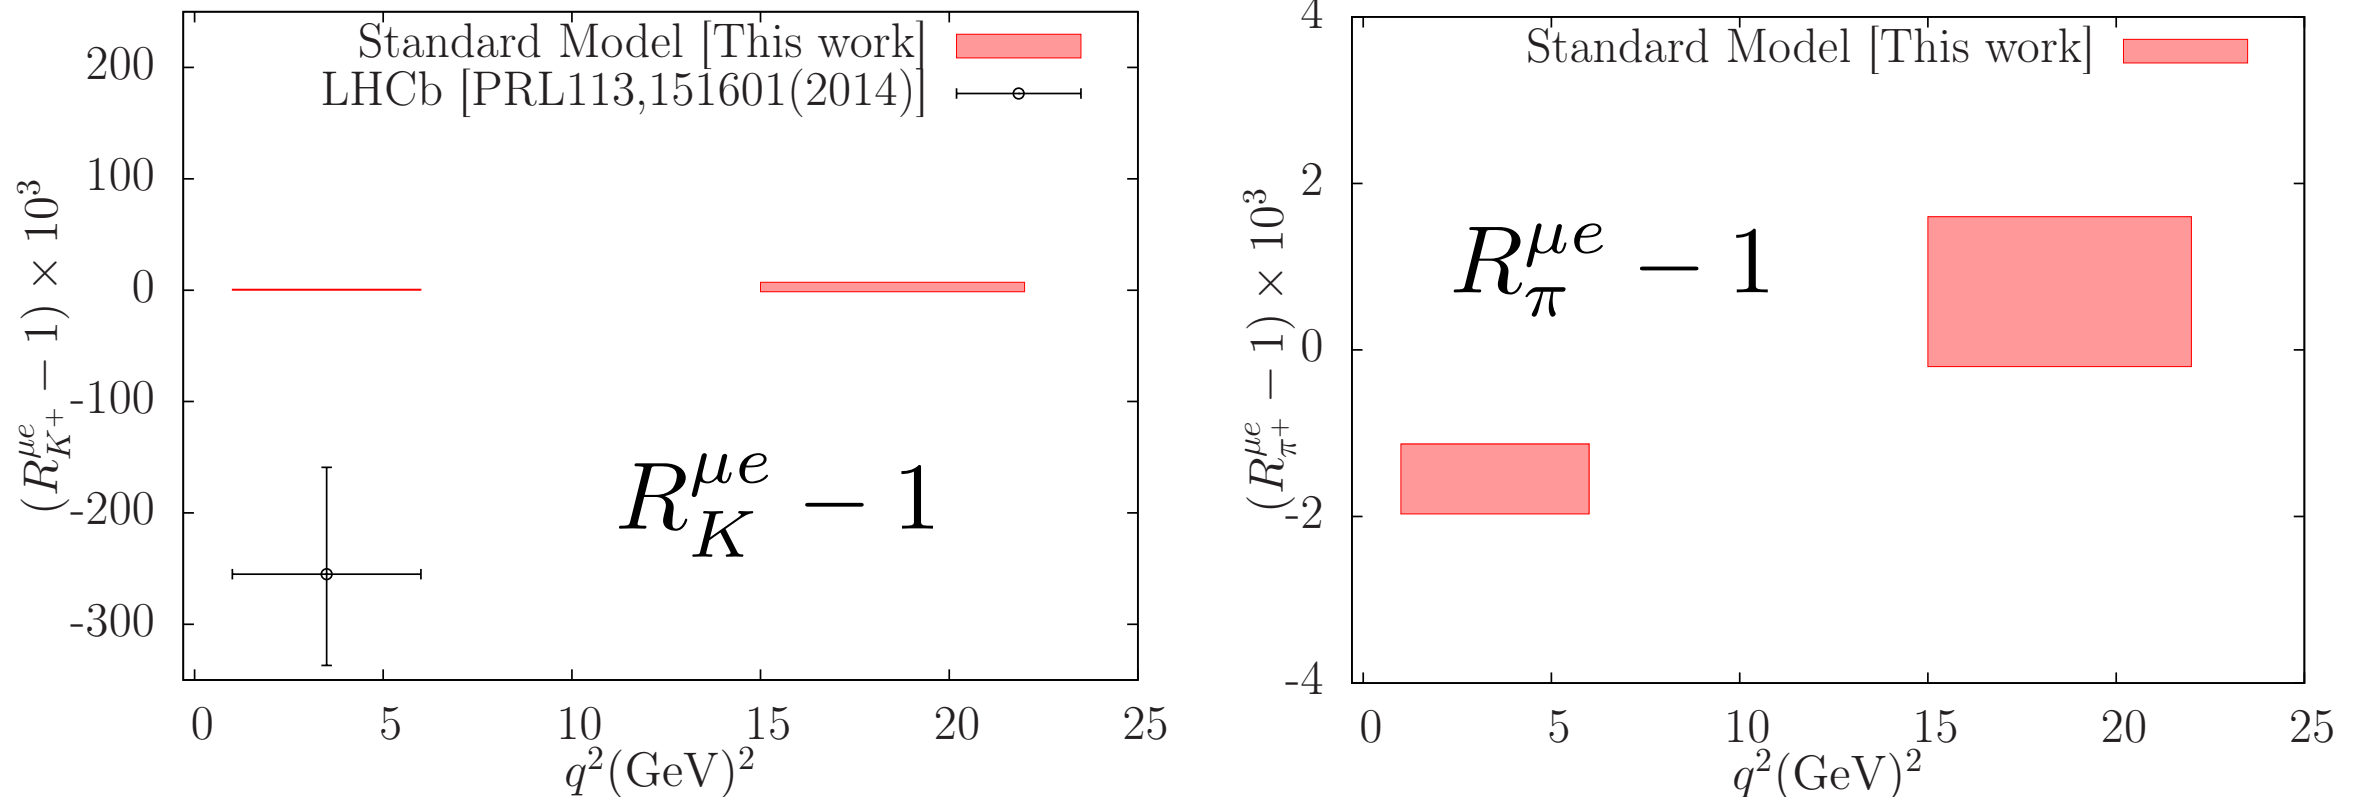 Standard Model [This work]
LHCb [PRL113,151601(2014)]
200
100
0
-100
-200
-300
(R^{μe}_{K^+} − 1) × 10^3
R^{μe}_K − 1
0 5 10 15 20 25
q^2(GeV)^2
Standard Model [This work]
4
2
0
-2
-4
(R^{μe}_{π^+} − 1) × 10^3
R^{μe}_π − 1
0 5 10 15 20 25
q^2(GeV)^2